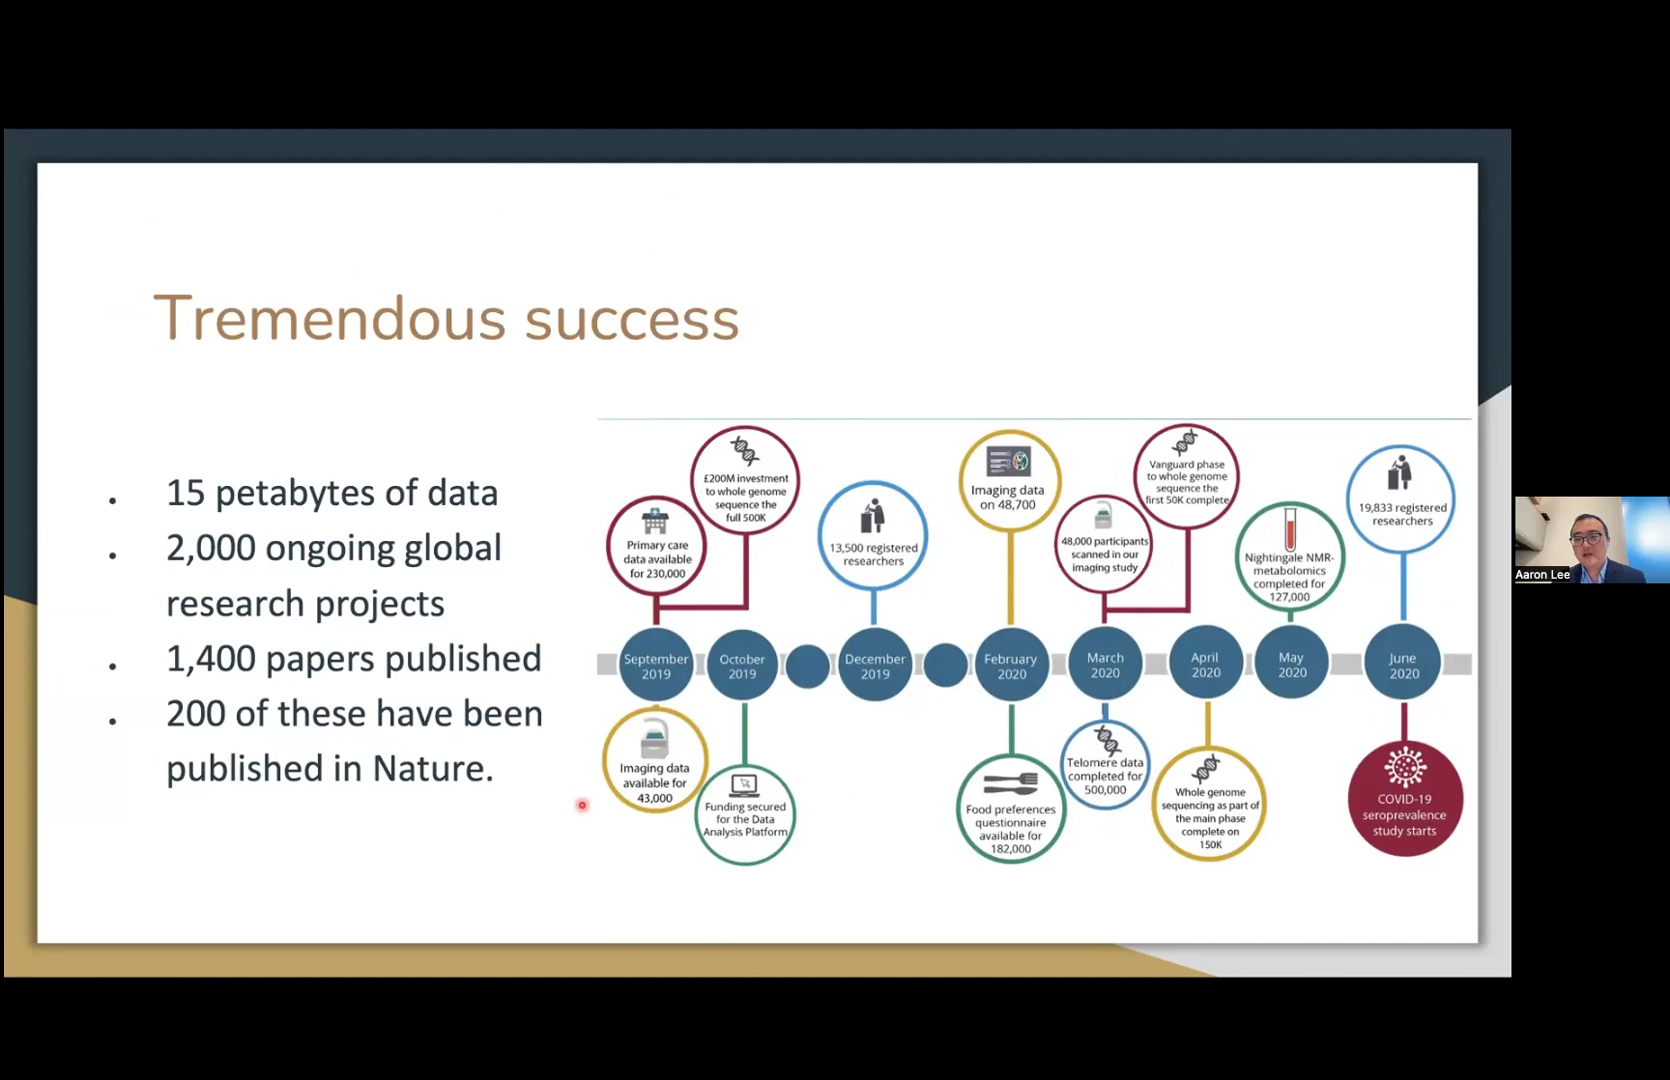 Tremendous success
. 15 petabytes of data
. 2,000 ongoing global
research projects
. 1,400 papers published
. 200 of these have been
published in Nature.
Primary care
data available
for 230,000
£200M investment
to whole genome
sequence the
full 500K
13,500 registered
researchers
Imaging data
on 48,700
48,000 participants
scanned in our
imaging study
Vanguard phase
to whole genome
sequence the
first 50K complete
Nightingale NMR-
metabolomics
completed for
127,000
19,833 registered
researchers
September
2019
October
2019
December
2019
February
2020
March
2020
April
2020
May
2020
June
2020
Imaging data
available for
43,000
Funding secured
for the Data
Analysis Platform
Food preferences
questionnaire
available for
182,000
Telomere data
completed for
500,000
Whole genome
sequencing as part of
the main phase
complete on
150K
COVID-19
seroprevalence
study starts
Aaron Lee